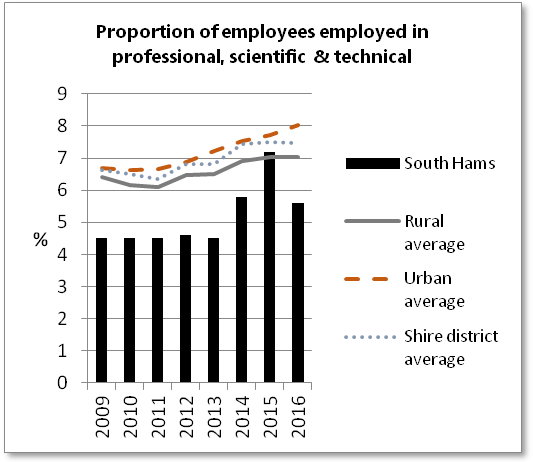 Proportion of employees employed in
professional, scientific & technical
9
8
7
6
5
4
3
2
1
0
%
2009
2010
2011
2012
2013
2014
2015
2016
South Hams
Rural
average
Urban
average
Shire district
average